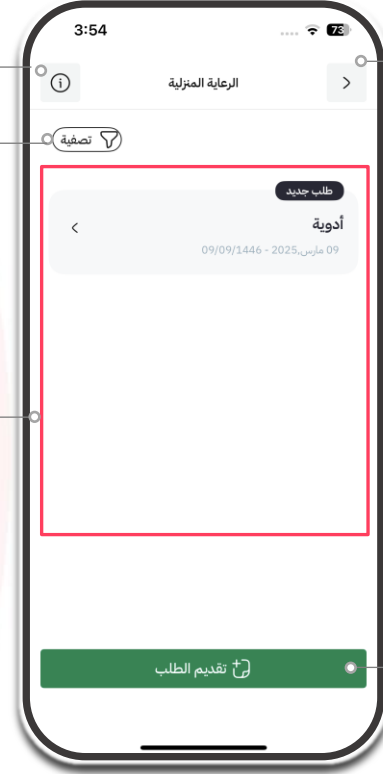 3:54
73
الرعاية المنزلية
تصفية
طلب جديد
أدوية
09 مارس,2025 - 09/09/1446
تقديم الطلب